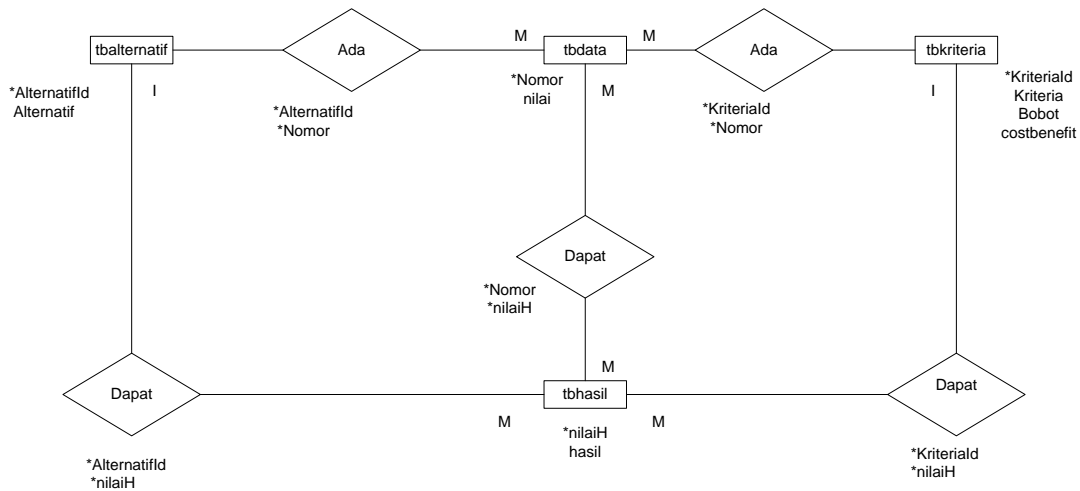 tbalternatif
Ada
M
tbdata
M
Ada
tbkriteria
*AlternatifId
Alternatif
I
*AlternatifId
*Nomor
*Nomor
nilai
M
*KriteriaId
*Nomor
I
*KriteriaId
Kriteria
Bobot
costbenefit
Dapat
*Nomor
*nilaiH
M
Dapat
tbhasil
Dapat
M
M
*AlternatifId
*nilaiH
*nilaiH
hasil
*KriteriaId
*nilaiH